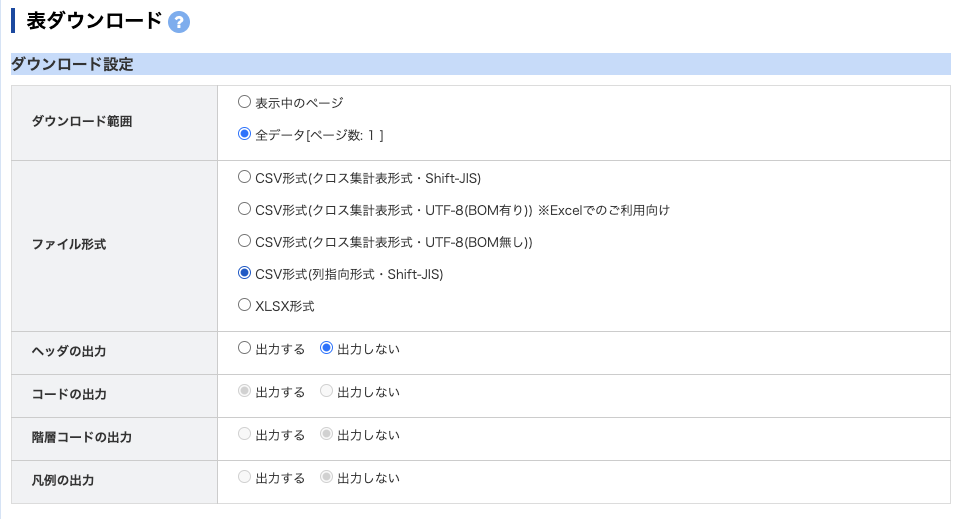 表ダウンロード ?
ダウンロード設定
ダウンロード範囲
表示中のページ
全データ[ページ数: 1 ]
ファイル形式
CSV形式(クロス集計表形式・Shift-JIS)
CSV形式(クロス集計表形式・UTF-8(BOM有り)) ※Excelでのご利用向け
CSV形式(クロス集計表形式・UTF-8(BOM無し))
CSV形式(列指向形式・Shift-JIS)
XLSX形式
ヘッダの出力 出力する 出力しない
コードの出力 出力する 出力しない
階層コードの出力 出力する 出力しない
凡例の出力 出力する 出力しない